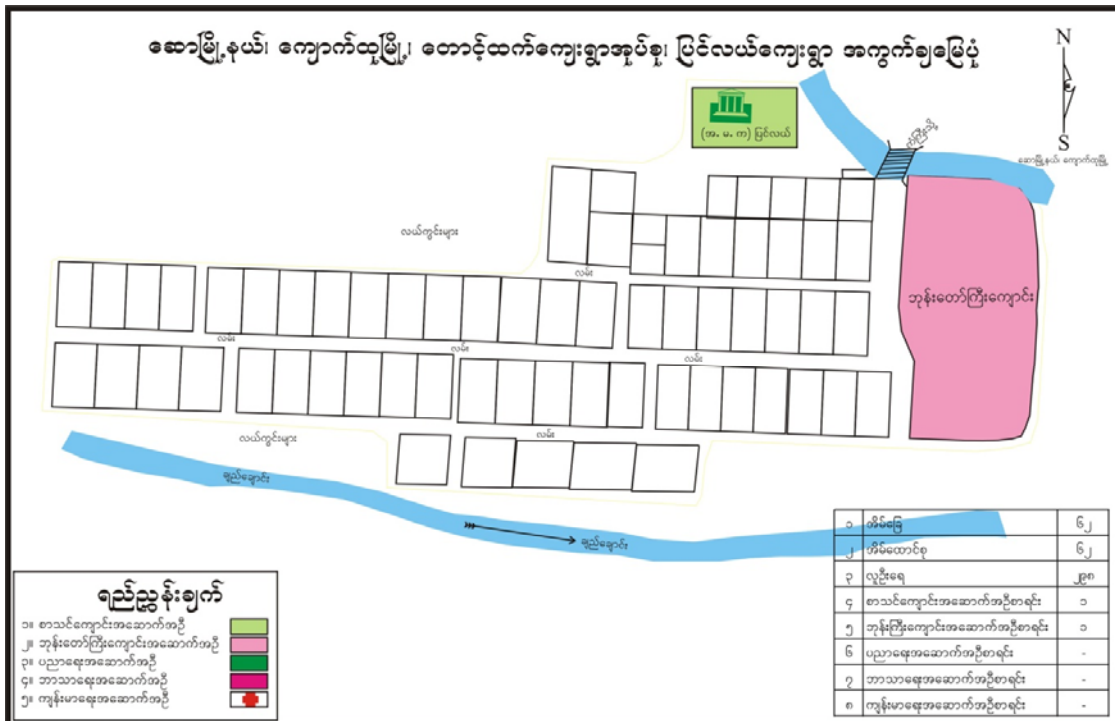 ဆောမြို့နယ်၊ ကျောက်ထုမြို့၊ တောင့်ထက်ကျေးရွာအုပ်စု၊ ပြင်လယ်ကျေးရွာ အကွက်ချမြေပုံ
N
S
(အ. မ. က) ပြင်လယ်
ဆောမြို့နယ် ကျောက်ထုမြို့
လယ်ကွင်းများ
လမ်း
ဘုန်းတော်ကြီးကျောင်း
လမ်း
လမ်း
လမ်း
လယ်ကွင်းများ
လမ်း
ချည်ချောင်း
ချည်ချောင်း
၁ အိမ်ခြေ ၆၂
၂ အိမ်ထောင်စု ၆၂
၃ လူဦးရေ ၂၉၈
၄ စာသင်ကျောင်းအဆောက်အဦစာရင်း ၁
၅ ဘုန်းကြီးကျောင်းအဆောက်အဦစာရင်း ၁
၆ ပညာရေးအဆောက်အဦစာရင်း -
၇ ဘာသာရေးအဆောက်အဦစာရင်း -
၈ ကျန်းမာရေးအဆောက်အဦစာရင်း -
ရည်ညွှန်းချက်
၁။ စာသင်ကျောင်းအဆောက်အဦ
၂။ ဘုန်းတော်ကြီးကျောင်းအဆောက်အဦ
၃။ ပညာရေးအဆောက်အဦ
၄။ ဘာသာရေးအဆောက်အဦ
၅။ ကျန်းမာရေးအဆောက်အဦ